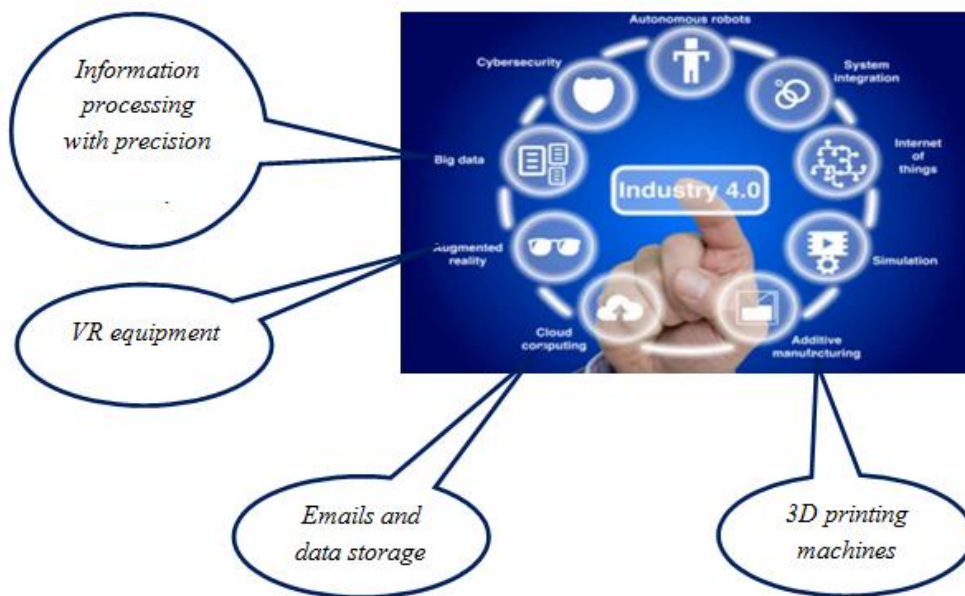 Information
processing
with precision
.
VR equipment
Emails and
data storage
3D printing
machines
Autonomous robots
Cybersecurity
System
integration
Big data
Internet
of
things
Industry 4.0
Augmented
reality
Simulation
Cloud
computing
Additive
manufacturing